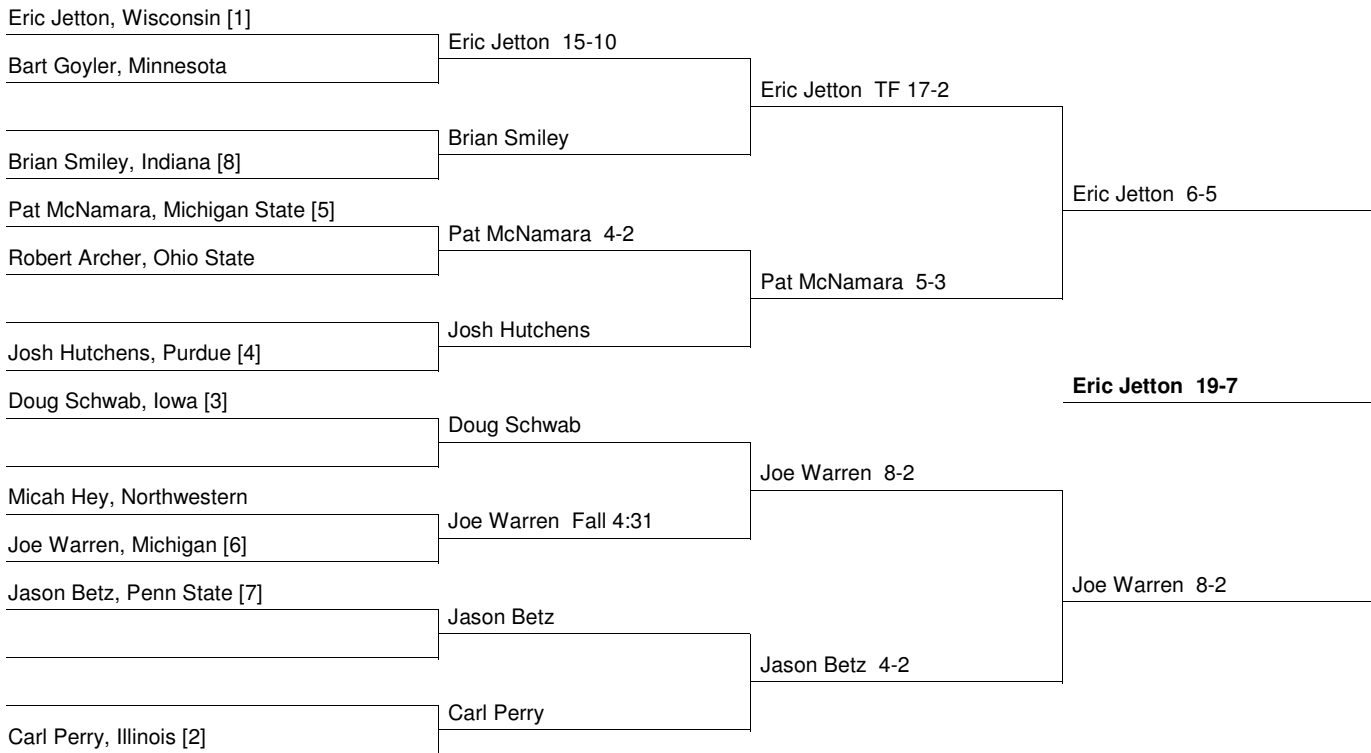 Eric Jetton, Wisconsin [1]
Bart Goyler, Minnesota
Brian Smiley, Indiana [8]
Pat McNamara, Michigan State [5]
Robert Archer, Ohio State
Josh Hutchens, Purdue [4]
Doug Schwab, Iowa [3]
Micah Hey, Northwestern
Joe Warren, Michigan [6]
Jason Betz, Penn State [7]
Carl Perry, Illinois [2]
Eric Jetton 15-10
Brian Smiley
Pat McNamara 4-2
Josh Hutchens
Doug Schwab
Joe Warren Fall 4:31
Jason Betz
Carl Perry
Eric Jetton TF 17-2
Pat McNamara 5-3
Joe Warren 8-2
Jason Betz 4-2
Eric Jetton 6-5
Eric Jetton 19-7
Joe Warren 8-2